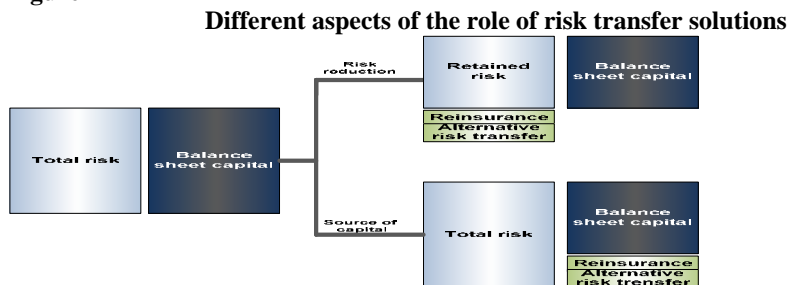 Different aspects of the role of risk transfer solutions
Risk
reduction
Retained
risk
Balance
sheet capital
Reinsurance
Alternative
risk transfer
Total risk
Balance
sheet capital
Source of
capital
Total risk
Balance
sheet capital
Reinsurance
Alternative
risk trensfer